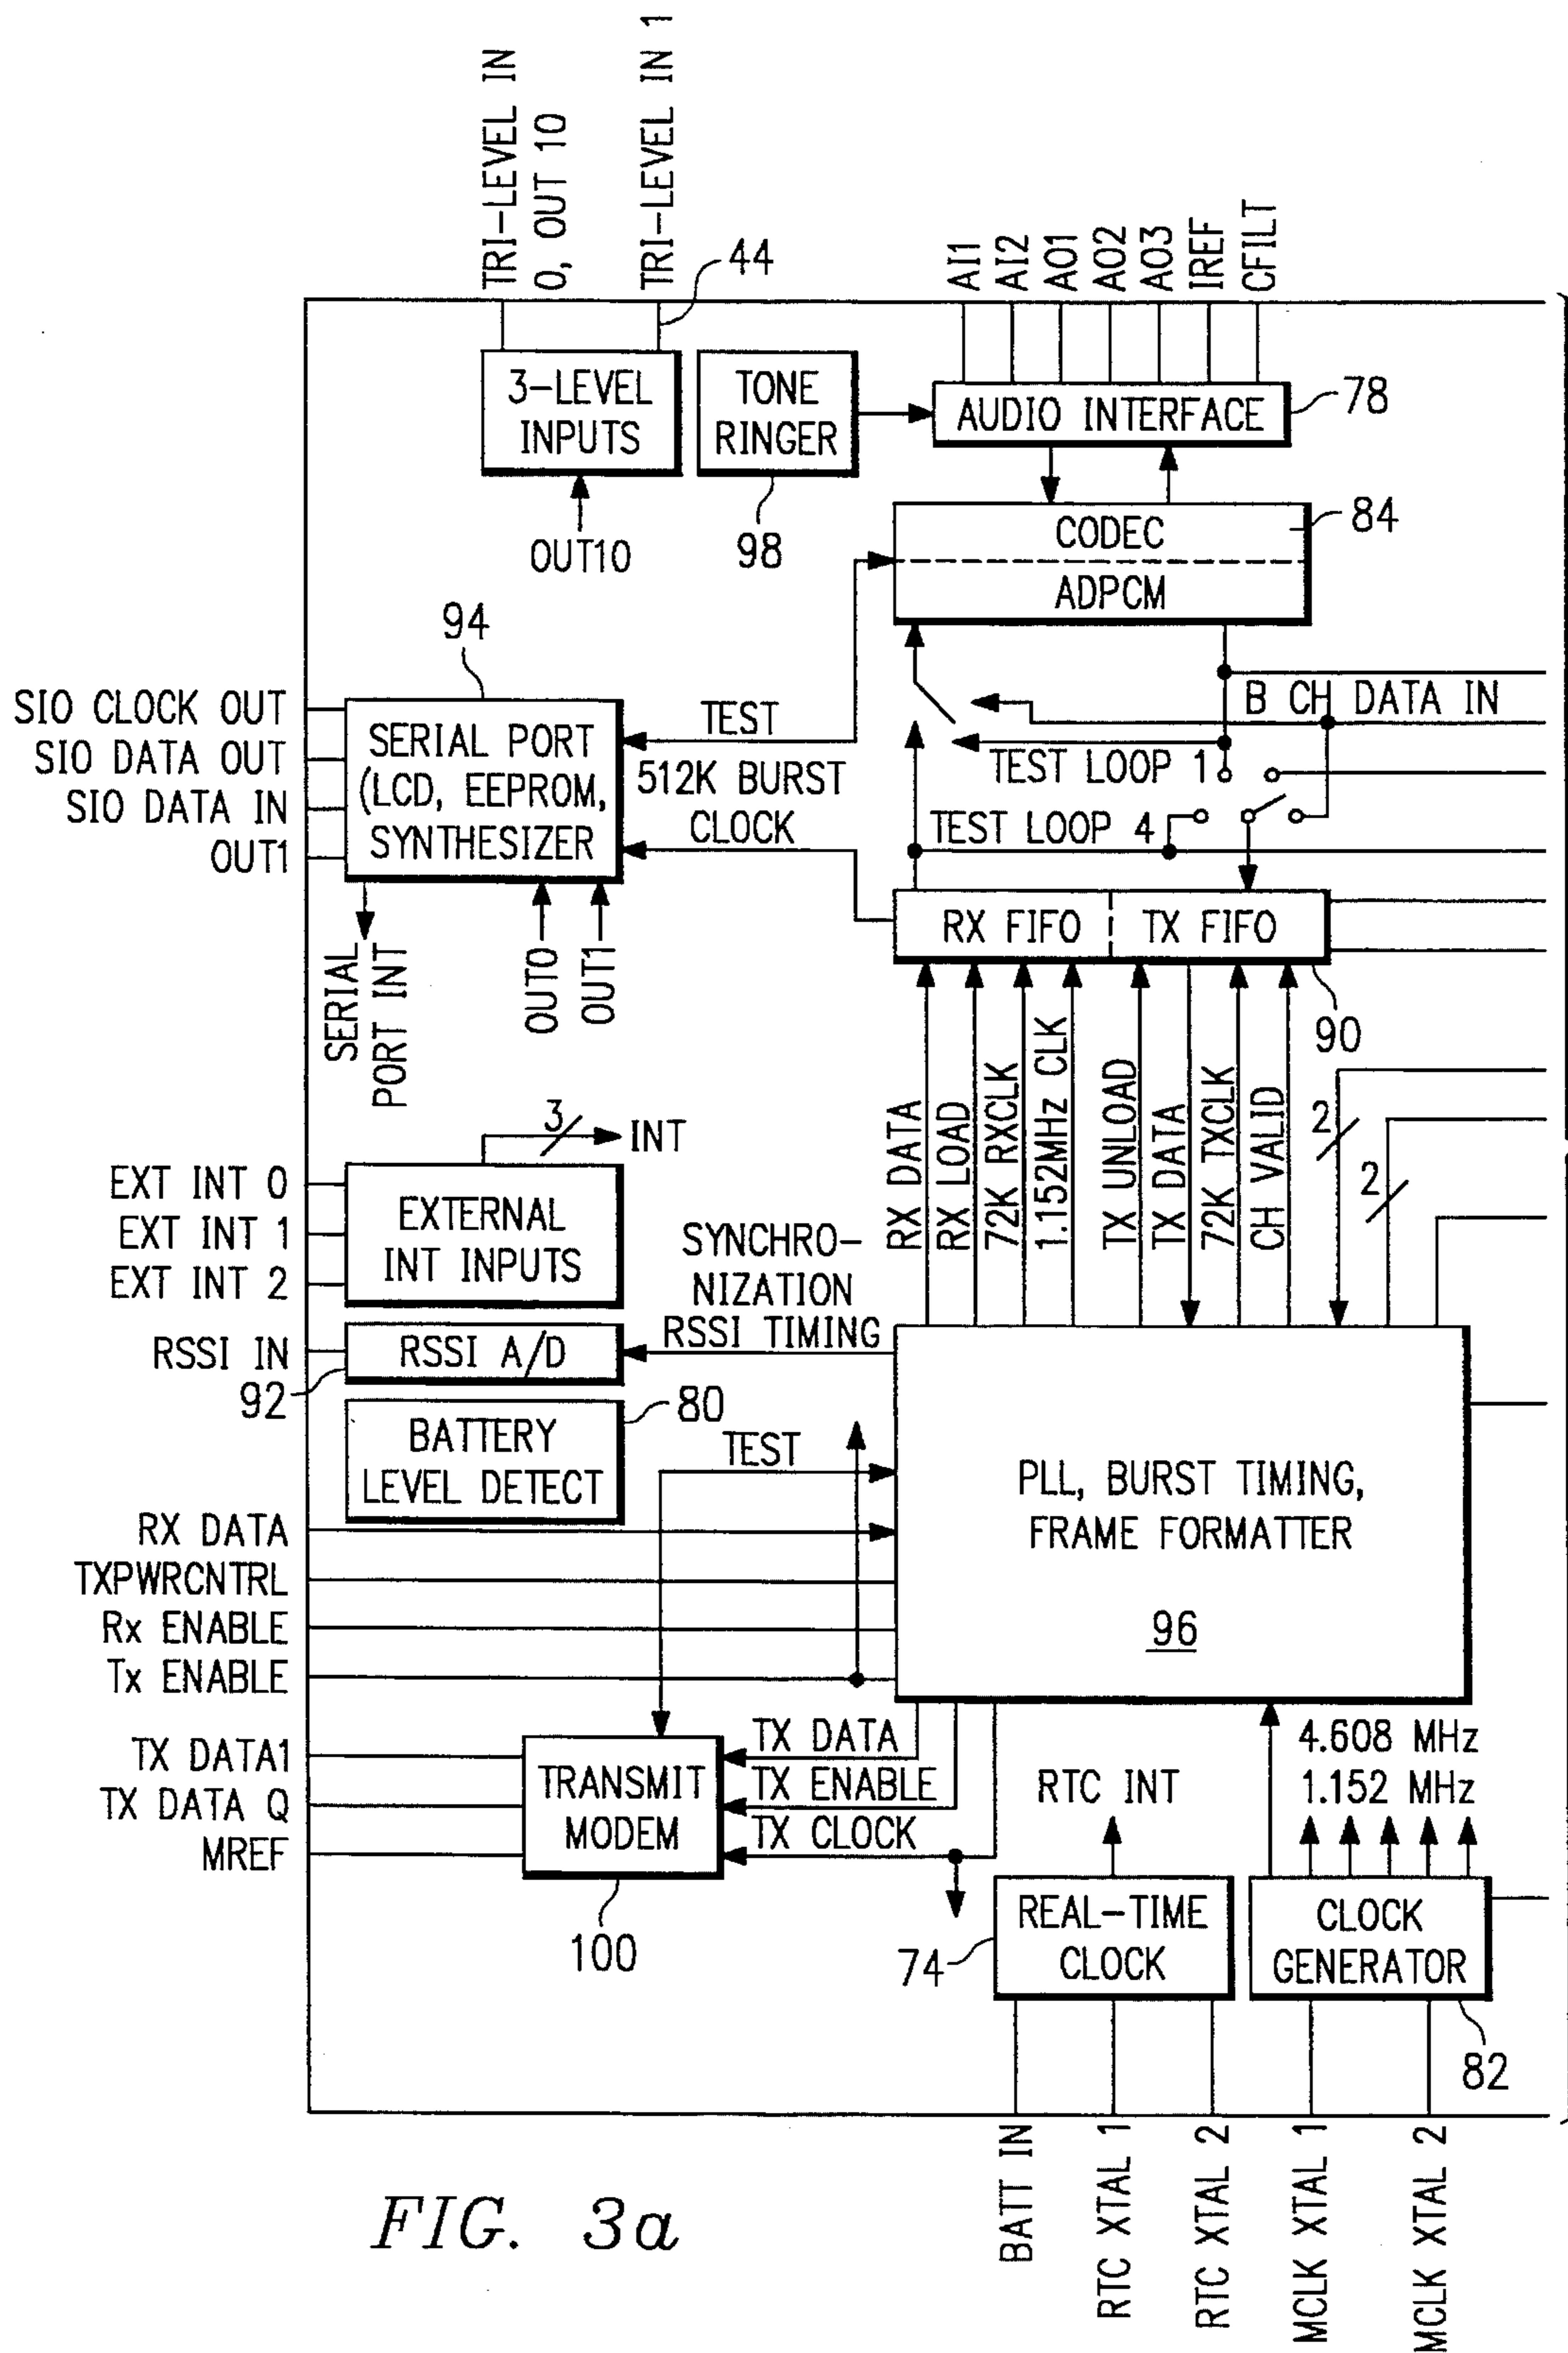 TRI-LEVEL IN
0, OUT 10
TRI-LEVEL IN 1
44
AI1
AI2
AO1
AO2
AO3
IREF
CFILT
3-LEVEL
INPUTS
TONE
RINGER
AUDIO INTERFACE
78
OUT10
98
CODEC
84
ADPCM
94
SIO CLOCK OUT
SIO DATA OUT
SIO DATA IN
OUT1
SERIAL PORT
(LCD, EEPROM,
SYNTHESIZER
TEST
512K BURST
CLOCK
B CH DATA IN
TEST LOOP 1
TEST LOOP 4
RX FIFO
TX FIFO
90
SERIAL
PORT INT
OUT0
OUT1
RX DATA
RX LOAD
72K RXCLK
1.152MHz CLK
TX UNLOAD
TX DATA
72K TXCLK
CH VALID
2
2
3
INT
EXT INT 0
EXT INT 1
EXT INT 2
EXTERNAL
INT INPUTS
SYNCHRO-
NIZATION
RSSI TIMING
RSSI IN
RSSI A/D
92
80
BATTERY
LEVEL DETECT
TEST
PLL, BURST TIMING,
FRAME FORMATTER
96
RX DATA
TXPWRCNTRL
Rx ENABLE
Tx ENABLE
TX DATA1
TX DATA Q
MREF
TRANSMIT
MODEM
100
TX DATA
TX ENABLE
TX CLOCK
RTC INT
4.608 MHz
1.152 MHz
REAL-TIME
CLOCK
74
CLOCK
GENERATOR
82
BATT IN
RTC XTAL 1
RTC XTAL 2
MCLK XTAL 1
MCLK XTAL 2
FIG. 3a